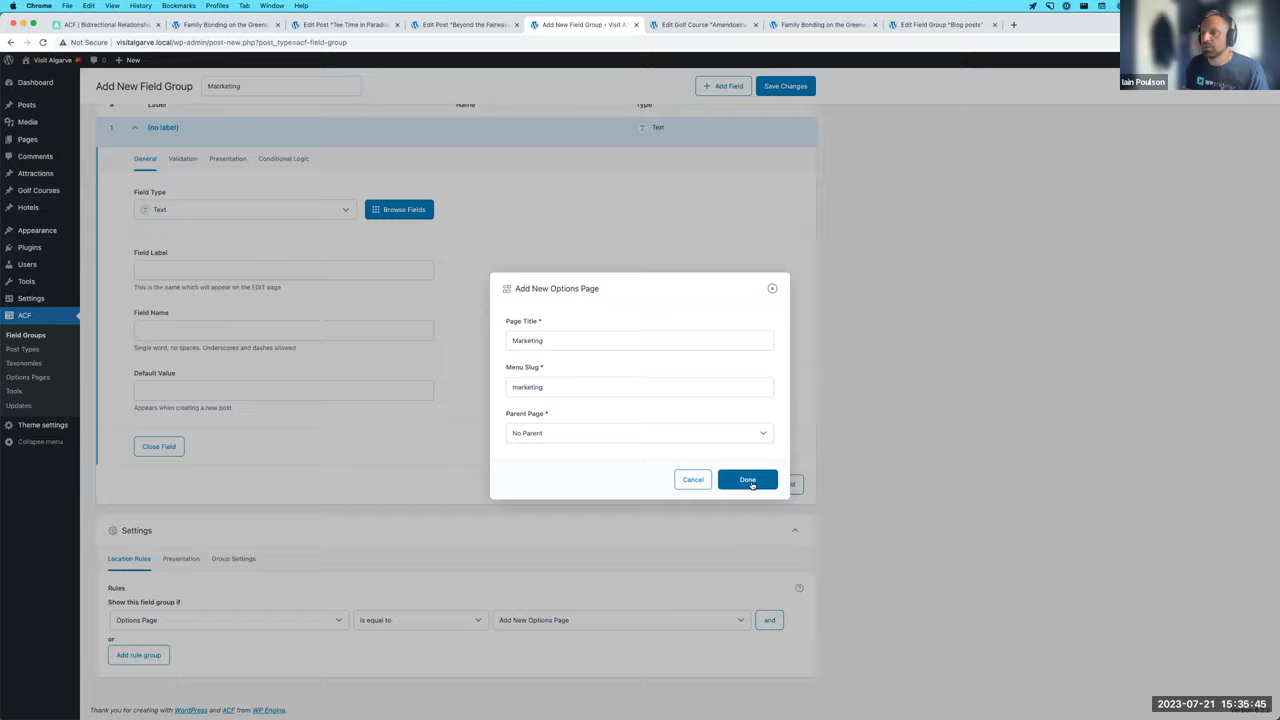 Chrome File Edit View History Bookmarks Profiles Tab Window Help
ACF | Bidirectional Relationsh
Family Bonding on the Greens
Edit Post "Tee Time in Paradis
Edit Post "Beyond the Fairway
Add New Field Group ‹ Visit Al
Edit Golf Course "Amendoeir
Family Bonding on the Greens
Edit Field Group "Blog posts"
Not Secure visitalgarve.local/wp-admin/post-new.php?post_type=acf-field-group
Visit Algarve 0 New
Iain Poulson
Dashboard
Posts
Media
Pages
Comments
Attractions
Golf Courses
Hotels
Appearance
Plugins
Users
Tools
Settings
ACF
Field Groups
Post Types
Taxonomies
Options Pages
Tools
Updates
Theme settings
Collapse menu
Add New Field Group Matrketing + Add Field Save Changes
# Label Name Type
1 (no label) Text
General Validation Presentation Conditional Logic
Field Type
Text Browse Fields
Field Label
This is the name which will appear on the EDIT page
Field Name
Single word, no spaces. Underscores and dashes allowed
Default Value
Appears when creating a new post
Close Field
Add New Options Page
Page Title *
Marketing
Menu Slug *
marketing
Parent Page *
No Parent
Cancel Done
Settings
Location Rules Presentation Group Settings
Rules
Show this field group if
Options Page is equal to Add New Options Page and
or
Add rule group
Thank you for creating with WordPress and ACF from WP Engine.
2023-07-21 15:35:45